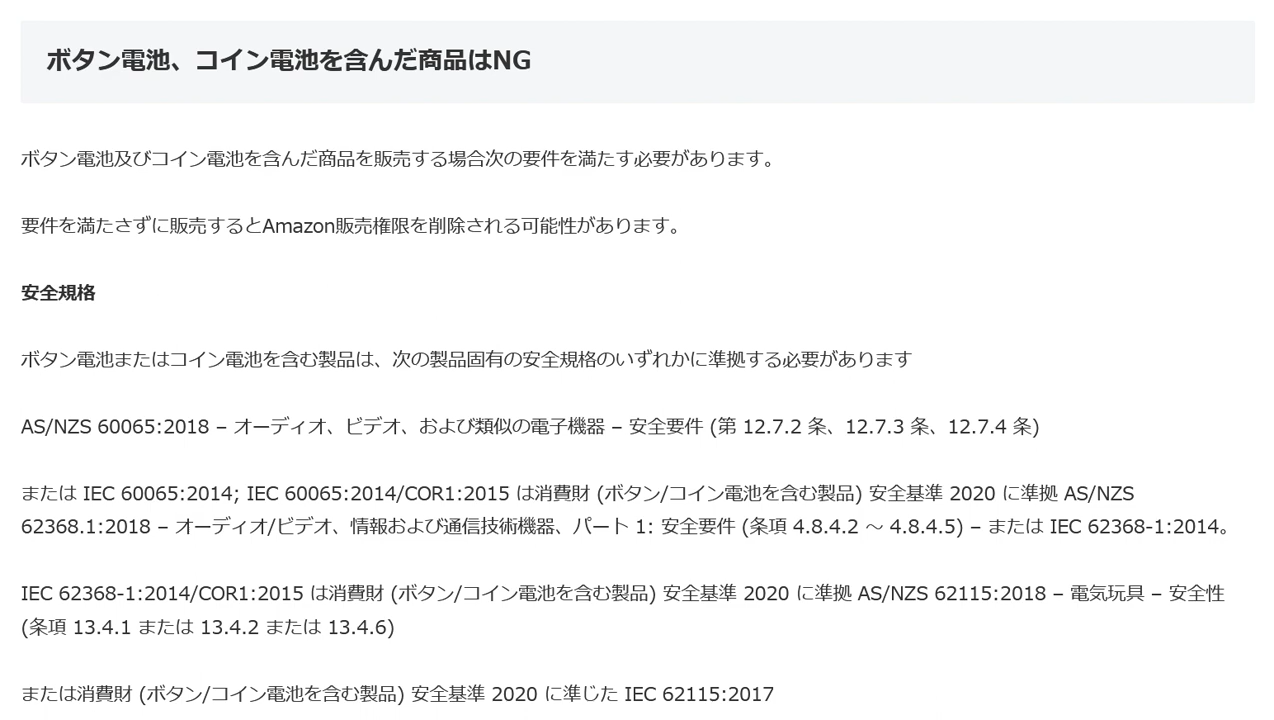 ボタン電池、コイン電池を含んだ商品はNG
ボタン電池及びコイン電池を含んだ商品を販売する場合次の要件を満たす必要があります。
要件を満たさずに販売するとAmazon販売権限を削除される可能性があります。
安全規格
ボタン電池またはコイン電池を含む製品は、次の製品固有の安全規格のいずれかに準拠する必要があります
AS/NZS 60065:2018 – オーディオ、ビデオ、および類似の電子機器 – 安全要件 (第 12.7.2 条、12.7.3 条、12.7.4 条)
または IEC 60065:2014; IEC 60065:2014/COR1:2015 は消費財 (ボタン/コイン電池を含む製品) 安全基準 2020 に準拠 AS/NZS
62368.1:2018 – オーディオ/ビデオ、情報および通信技術機器、パート 1: 安全要件 (条項 4.8.4.2 ～ 4.8.4.5) – または IEC 62368-1:2014。
IEC 62368-1:2014/COR1:2015 は消費財 (ボタン/コイン電池を含む製品) 安全基準 2020 に準拠 AS/NZS 62115:2018 – 電気玩具 – 安全性
(条項 13.4.1 または 13.4.2 または 13.4.6)
または消費財 (ボタン/コイン電池を含む製品) 安全基準 2020 に準じた IEC 62115:2017